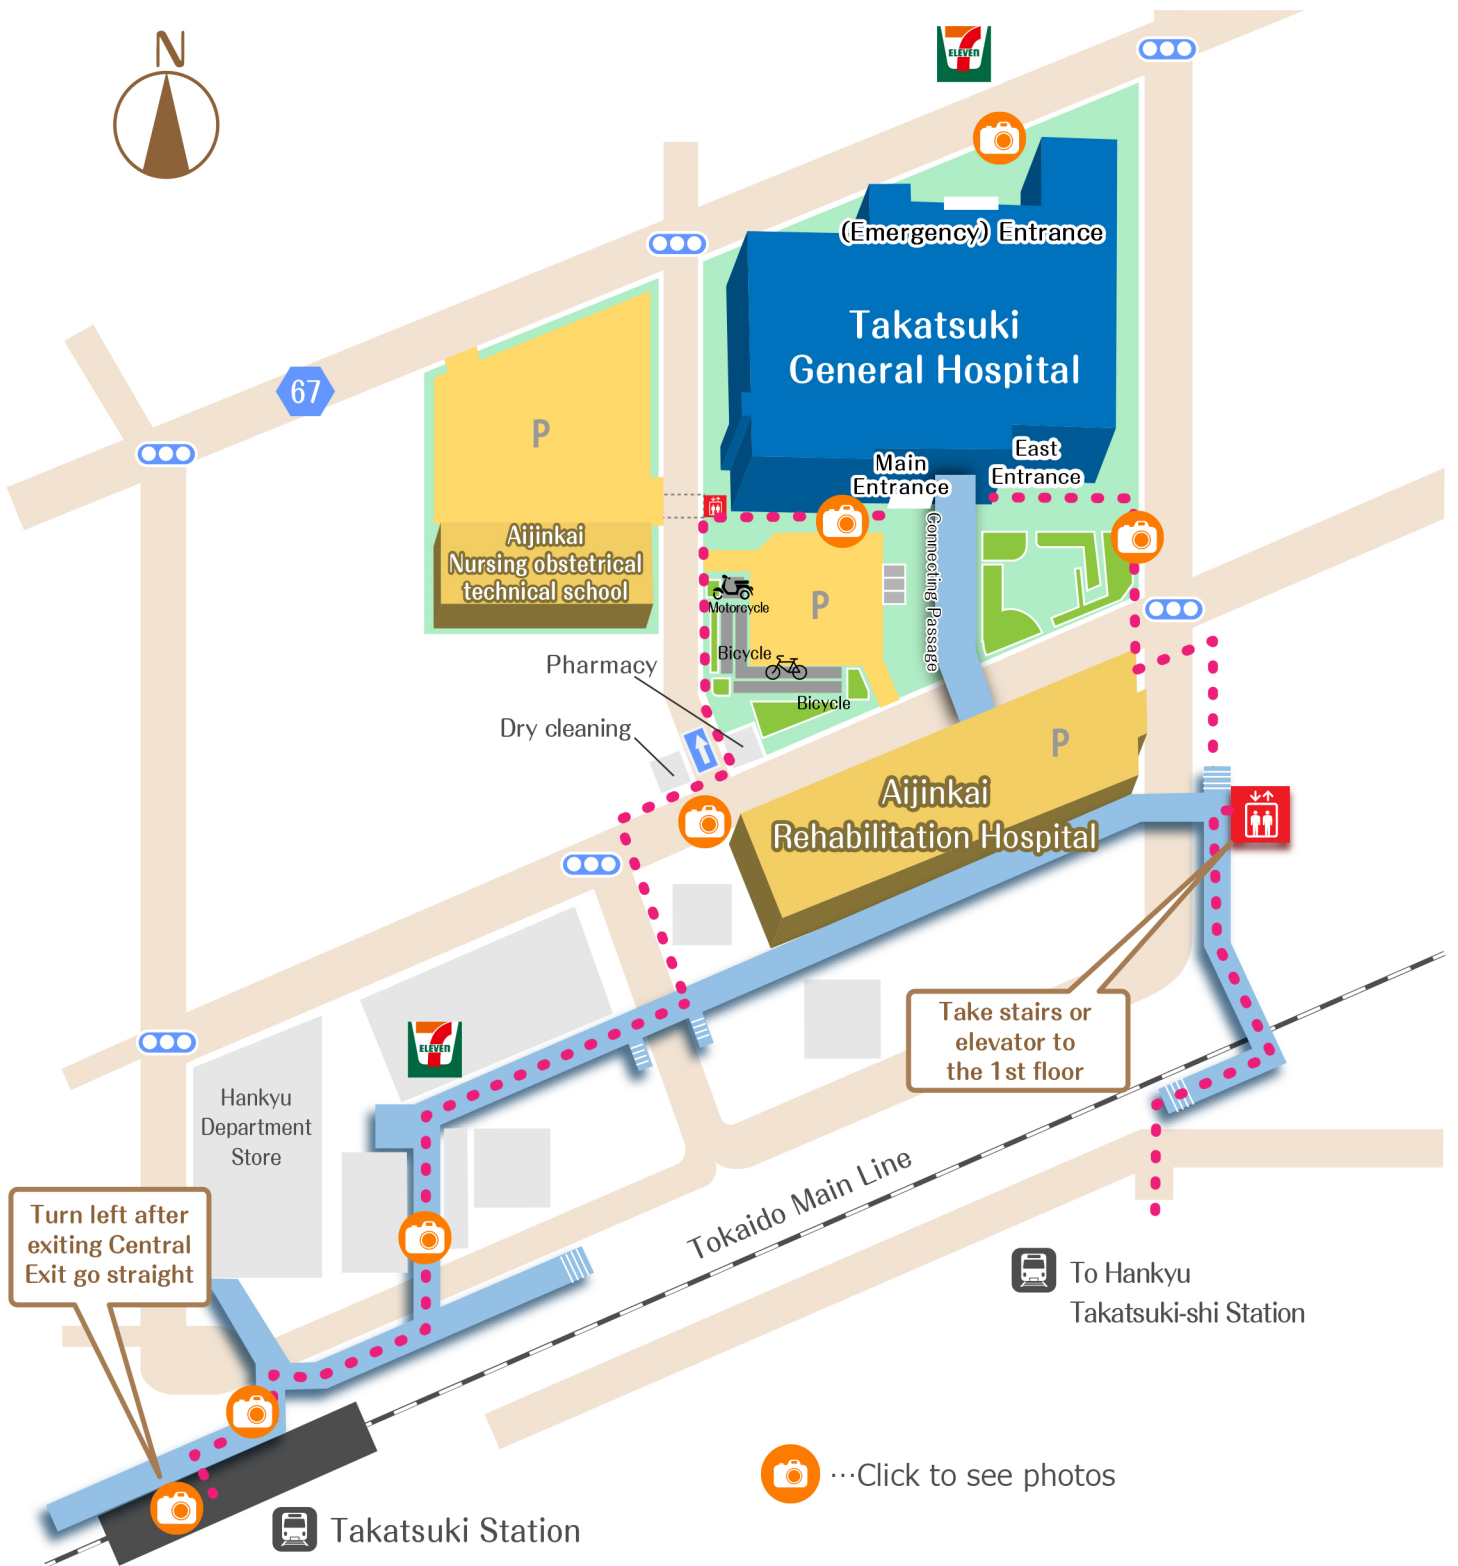 N
ELEVEN
(Emergency) Entrance
Takatsuki
General Hospital
67
P
Main
Entrance
East
Entrance
Connecting Passage
Aijinkai
Nursing obstetrical
technical school
Motorcycle
P
Bicycle
Bicycle
Pharmacy
Dry cleaning
P
Aijinkai
Rehabilitation Hospital
Take stairs or
elevator to
the 1st floor
7
ELEVEN
Hankyu
Department
Store
Turn left after
exiting Central
Exit go straight
Tokaido Main Line
To Hankyu
Takatsuki-shi Station
…Click to see photos
Takatsuki Station